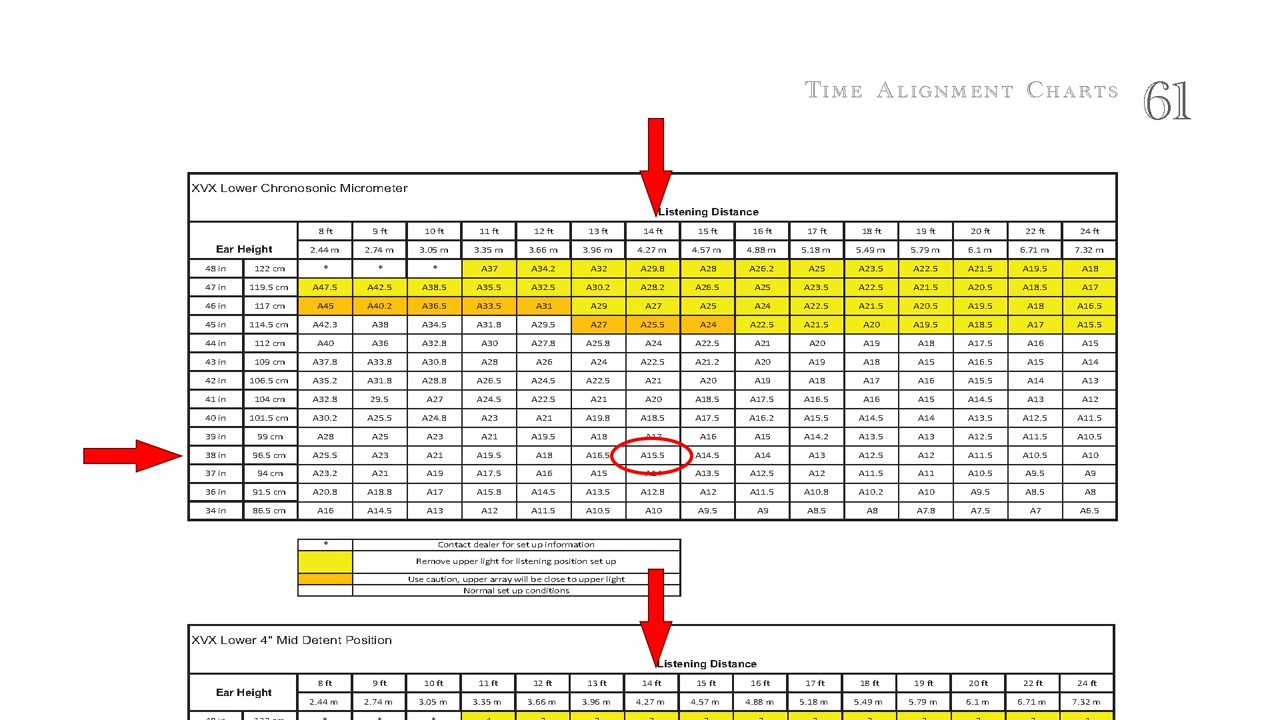 TIME ALIGNMENT CHARTS 61
XVX Lower Chronosonic Micrometer
Listening Distance
Ear Height 8 ft 9 ft 10 ft 11 ft 12 ft 13 ft 14 ft 15 ft 16 ft 17 ft 18 ft 19 ft 20 ft 22 ft 24 ft
2.44 m 2.74 m 3.05 m 3.35 m 3.66 m 3.96 m 4.27 m 4.57 m 4.88 m 5.18 m 5.49 m 5.79 m 6.1 m 6.71 m 7.32 m
48 in 122 cm * * * A37 A34.2 A32 A29.8 A28 A26.2 A25 A23.5 A22.5 A21.5 A19.5 A18
47 in 119.5 cm A47.5 A42.5 A38.5 A35.5 A32.5 A30.2 A28.2 A26.5 A25 A23.5 A22.5 A21.5 A20.5 A18.5 A17
46 in 117 cm A45 A40.2 A36.5 A33.5 A31 A29 A27 A25 A24 A22.5 A21.5 A20.5 A19.5 A18 A16.5
45 in 114.5 cm A42.3 A38 A34.5 A31.8 A29.5 A27 A25.5 A24 A22.5 A21.5 A20 A19.5 A18.5 A17 A15.5
44 in 112 cm A40 A36 A32.8 A30 A27.8 A25.8 A24 A22.5 A21 A20 A19 A18 A17.5 A16 A15
43 in 109 cm A37.8 A33.8 A30.8 A28 A26 A24 A22.5 A21.2 A20 A19 A18 A15 A16.5 A15 A14
42 in 106.5 cm A35.2 A31.8 A28.8 A26.5 A24.5 A22.5 A21 A20 A19 A18 A17 A16 A15.5 A14 A13
41 in 104 cm A32.8 29.5 A27 A24.5 A22.5 A21 A20 A18.5 A17.5 A16.5 A16 A15 A14.5 A13 A12
40 in 101.5 cm A30.2 A25.5 A24.8 A23 A21 A19.8 A18.5 A17.5 A16.2 A15.5 A14.5 A14 A13.5 A12.5 A11.5
39 in 99 cm A28 A25 A23 A21 A19.5 A18 A17 A16 A15 A14.2 A13.5 A13 A12.5 A11.5 A10.5
38 in 96.5 cm A25.5 A23 A21 A19.5 A18 A16.5 A15.5 A14.5 A14 A13 A12.5 A12 A11.5 A10.5 A10
37 in 94 cm A23.2 A21 A19 A17.5 A16 A15 A14 A13.5 A12.5 A12 A11.5 A11 A10.5 A9.5 A9
36 in 91.5 cm A20.8 A18.8 A17 A15.8 A14.5 A13.5 A12.8 A12 A11.5 A10.8 A10.2 A10 A9.5 A8.5 A8
34 in 86.5 cm A16 A14.5 A13 A12 A11.5 A10.5 A10 A9.5 A9 A8.5 A8 A7.8 A7.5 A7 A6.5
* Contact dealer for set up information
Remove upper light for listening position set up
Use caution, upper array will be close to upper light
Normal set up conditions
XVX Lower 4" Mid Detent Position
Listening Distance
Ear Height 8 ft 9 ft 10 ft 11 ft 12 ft 13 ft 14 ft 15 ft 16 ft 17 ft 18 ft 19 ft 20 ft 22 ft 24 ft
2.44 m 2.74 m 3.05 m 3.35 m 3.66 m 3.96 m 4.27 m 4.57 m 4.88 m 5.18 m 5.49 m 5.79 m 6.1 m 6.71 m 7.32 m